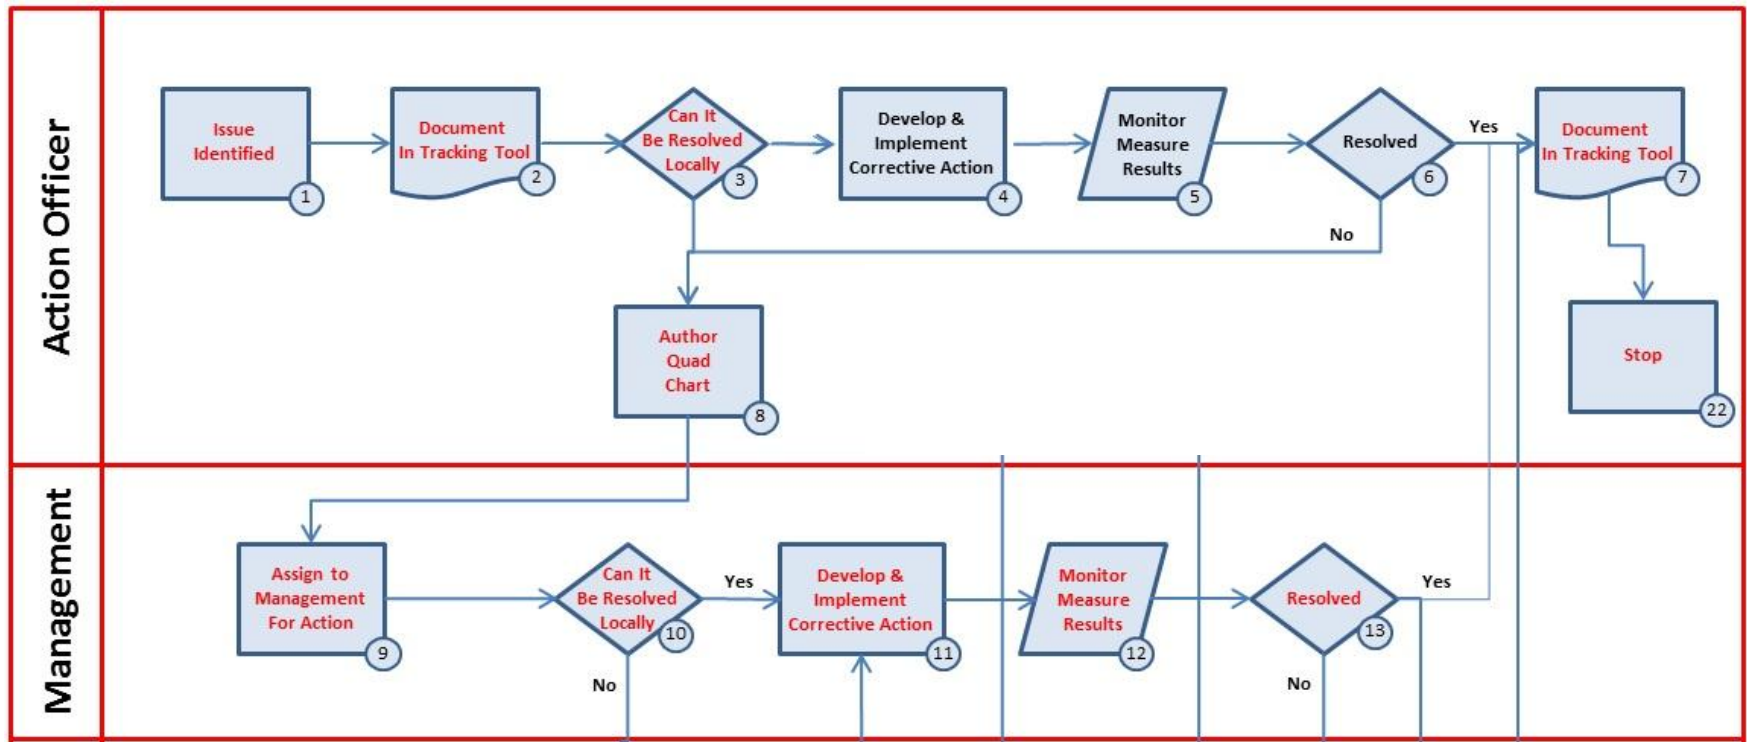 Action Officer
Issue
Identified
1
Document
In Tracking Tool
2
Can It
Be Resolved
Locally
3
Develop &
Implement
Corrective Action
4
Monitor
Measure
Results
5
Resolved
6
Yes
No
Document
In Tracking Tool
7
Author
Quad
Chart
8
Stop
22
Management
Assign to
Management
For Action
9
Can It
Be Resolved
Locally
10
Yes
No
Develop &
Implement
Corrective Action
11
Monitor
Measure
Results
12
Resolved
13
Yes
No